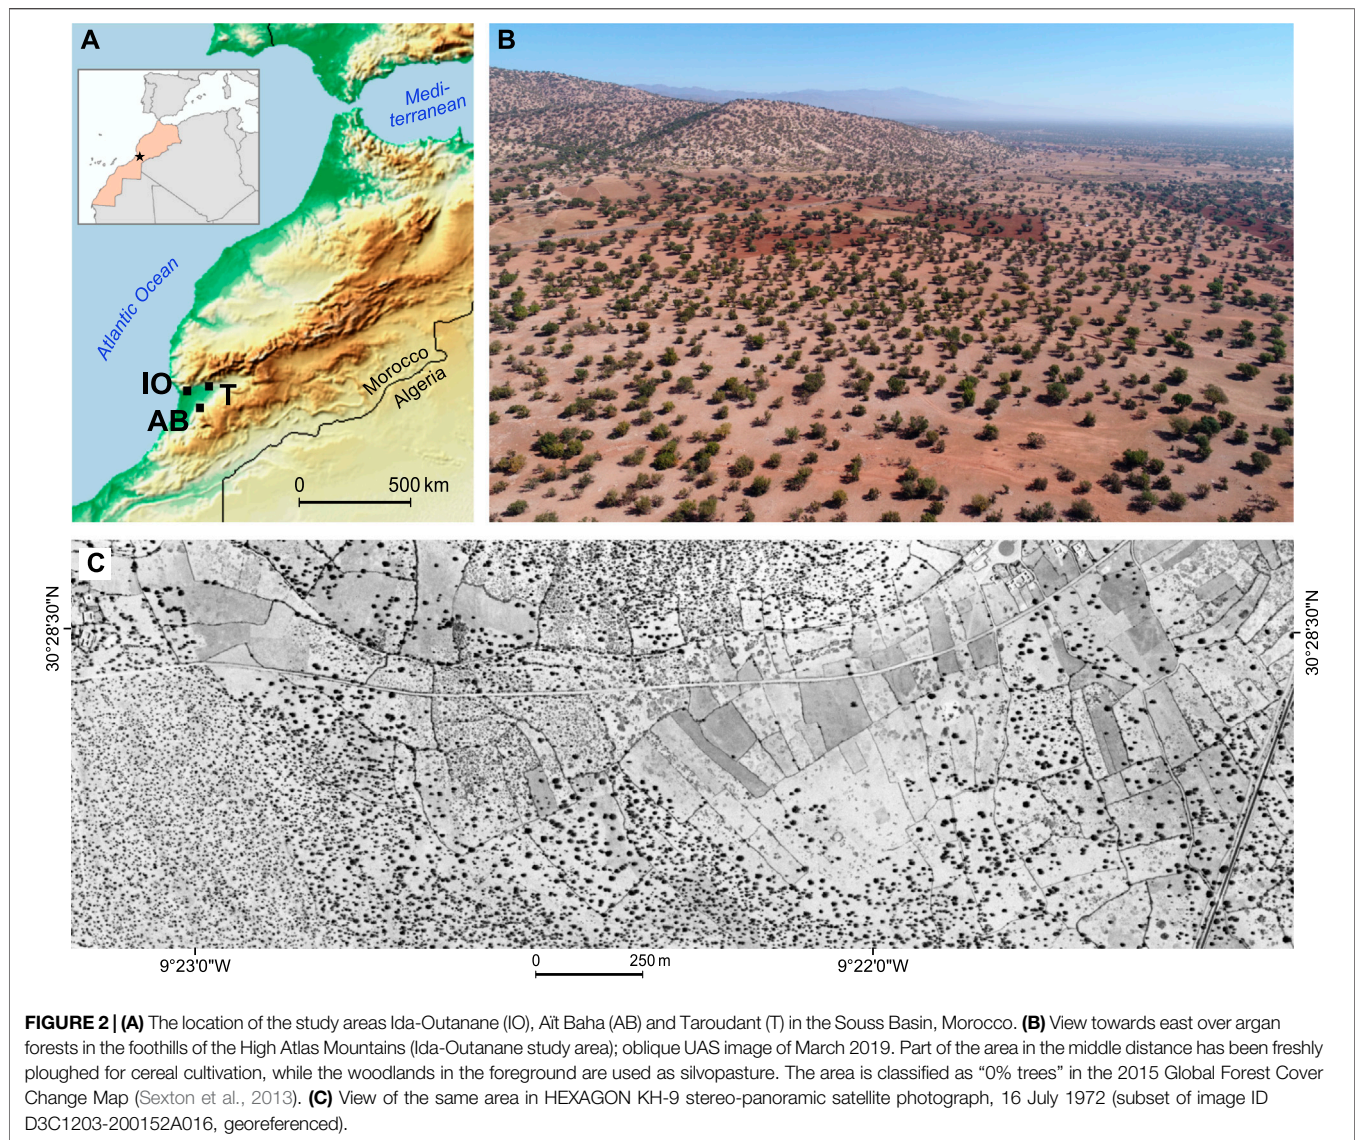 A
Medi-
terranean
Atlantic Ocean
IO
T
AB
Morocco
Algeria
0 500 km
B
C
30°28'30"N
30°28'30"N
9°23'0"W
0 250 m
9°22'0"W
FIGURE 2 | (A) The location of the study areas Ida-Outanane (IO), Aït Baha (AB) and Taroudant (T) in the Souss Basin, Morocco. (B) View towards east over argan
forests in the foothills of the High Atlas Mountains (Ida-Outanane study area); oblique UAS image of March 2019. Part of the area in the middle distance has been freshly
ploughed for cereal cultivation, while the woodlands in the foreground are used as silvopasture. The area is classified as “0% trees” in the 2015 Global Forest Cover
Change Map (Sexton et al., 2013). (C) View of the same area in HEXAGON KH-9 stereo-panoramic satellite photograph, 16 July 1972 (subset of image ID
D3C1203-200152A016, georeferenced).